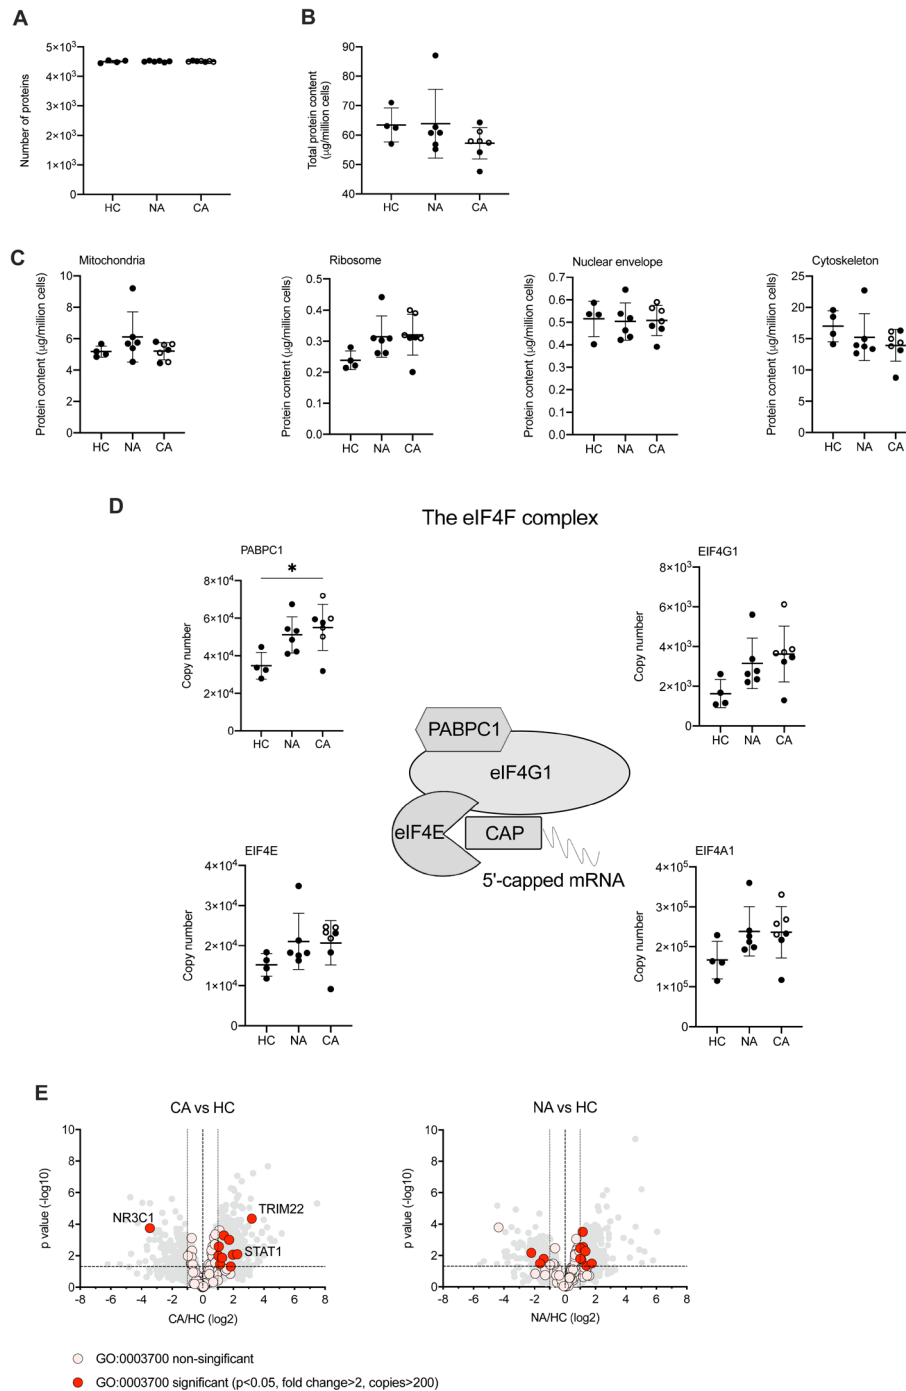 A
Number of proteins
5×10³
4×10³
3×10³
2×10³
1×10³
0
HC NA CA
B
Total protein content
(μg/million cells)
90
80
70
60
50
40
HC NA CA
C
Mitochondria
Protein content (μg/million cells)
10
8
6
4
2
0
HC NA CA
Ribosome
Protein content (μg/million cells)
0.5
0.4
0.3
0.2
0.1
0.0
HC NA CA
Nuclear envelope
Protein content (μg/million cells)
0.7
0.6
0.5
0.4
0.3
0.2
0.1
0.0
HC NA CA
Cytoskeleton
Protein content (μg/million cells)
25
20
15
10
5
0
HC NA CA
D
The eIF4F complex
PABPC1
*
Copy number
8×10⁴
6×10⁴
4×10⁴
2×10⁴
0
HC NA CA
EIF4G1
Copy number
8×10³
6×10³
4×10³
2×10³
0
HC NA CA
PABPC1
eIF4G1
eIF4E
CAP
5'-capped mRNA
EIF4E
Copy number
4×10⁴
3×10⁴
2×10⁴
1×10⁴
0
HC NA CA
EIF4A1
Copy number
4×10⁵
3×10⁵
2×10⁵
1×10⁵
0
HC NA CA
E
CA vs HC
p value (-log10)
10
8
6
4
2
0
NR3C1
TRIM22
STAT1
-8 -6 -4 -2 0 2 4 6 8
CA/HC (log2)
NA vs HC
p value (-log10)
10
8
6
4
2
0
-8 -6 -4 -2 0 2 4 6 8
NA/HC (log2)
GO:0003700 non-singificant
GO:0003700 significant (p<0.05, fold change>2, copies>200)